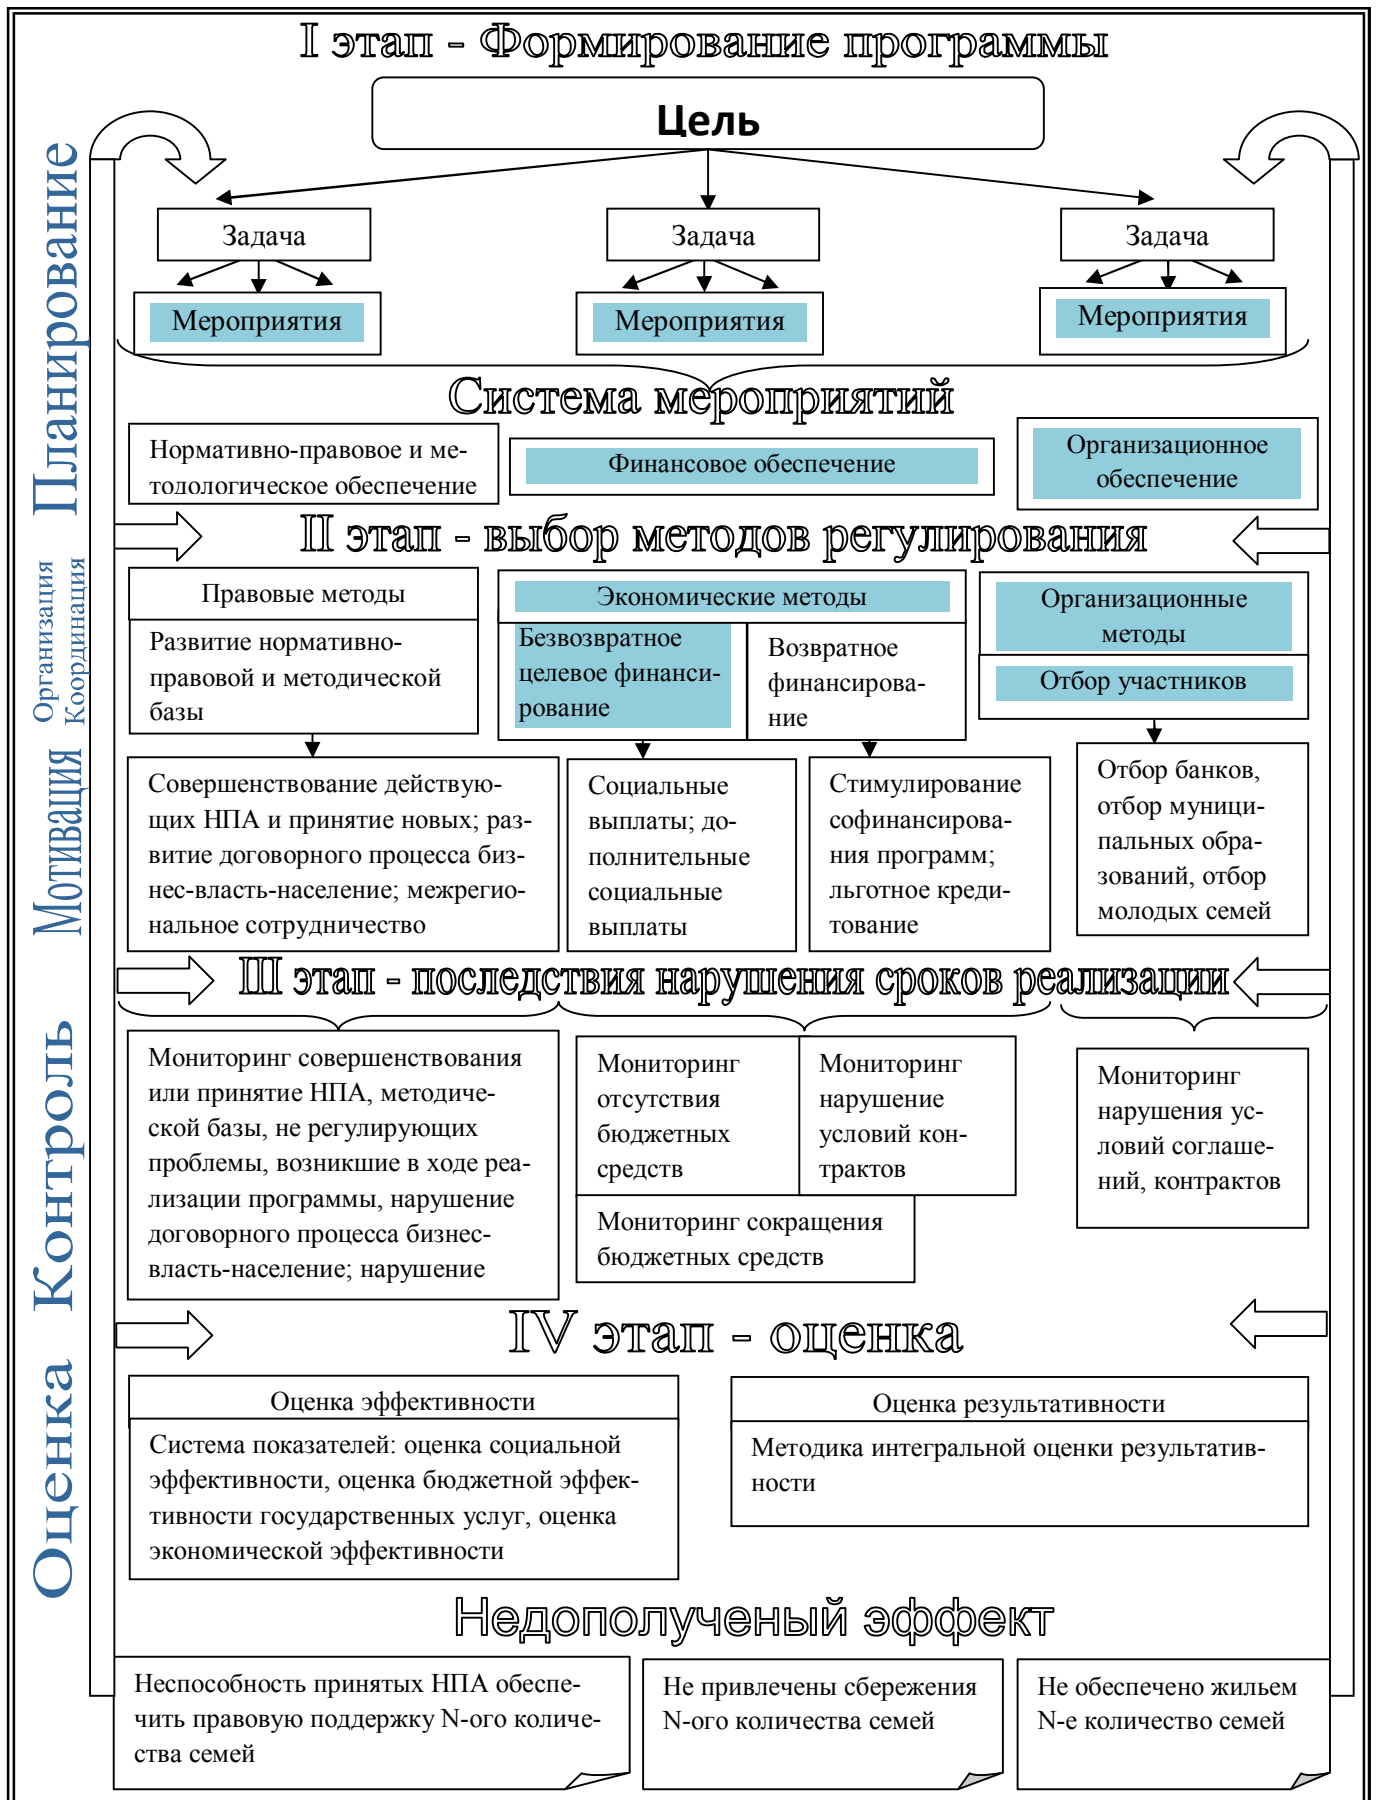 I этап - Формирование программы
Цель
Задача
Задача
Задача
Мероприятия
Мероприятия
Мероприятия
Система мероприятий
Нормативно-правовое и ме-
тодологическое обеспечение
Финансовое обеспечение
Организационное
обеспечение
Планирование
II этап - выбор методов регулирования
Правовые методы
Развитие нормативно-
правовой и методической
базы
Экономические методы
Безвозвратное
целевое финанси-
рование
Возвратное
финансирова-
ние
Организационные
методы
Отбор участников
Организация
Координация
Совершенствование действую-
щих НПА и принятие новых; раз-
витие договорного процесса биз-
нес-власть-население; межрегио-
нальное сотрудничество
Социальные
выплаты; до-
полнительные
социальные
выплаты
Стимулирование
софинансирова-
ния программ;
льготное креди-
тование
Отбор банков,
отбор муници-
пальных обра-
зований, отбор
молодых семей
Мотивация
III этап - последствия нарушения сроков реализации
Мониторинг совершенствования
или принятие НПА, методиче-
ской базы, не регулирующих
проблемы, возникшие в ходе реа-
лизации программы, нарушение
договорного процесса бизнес-
власть-население; нарушение
Мониторинг
отсутствия
бюджетных
средств
Мониторинг
нарушение
условий кон-
трактов
Мониторинг сокращения
бюджетных средств
Мониторинг
нарушения ус-
ловий соглаше-
ний, контрактов
Контроль
IV этап - оценка
Оценка эффективности
Система показателей: оценка социальной
эффективности, оценка бюджетной эффек-
тивности государственных услуг, оценка
экономической эффективности
Оценка результативности
Методика интегральной оценки результатив-
ности
Оценка
Недополученый эффект
Неспособность принятых НПА обеспе-
чить правовую поддержку N-ого количе-
ства семей
Не привлечены сбережения
N-ого количества семей
Не обеспечено жильем
N-е количество семей